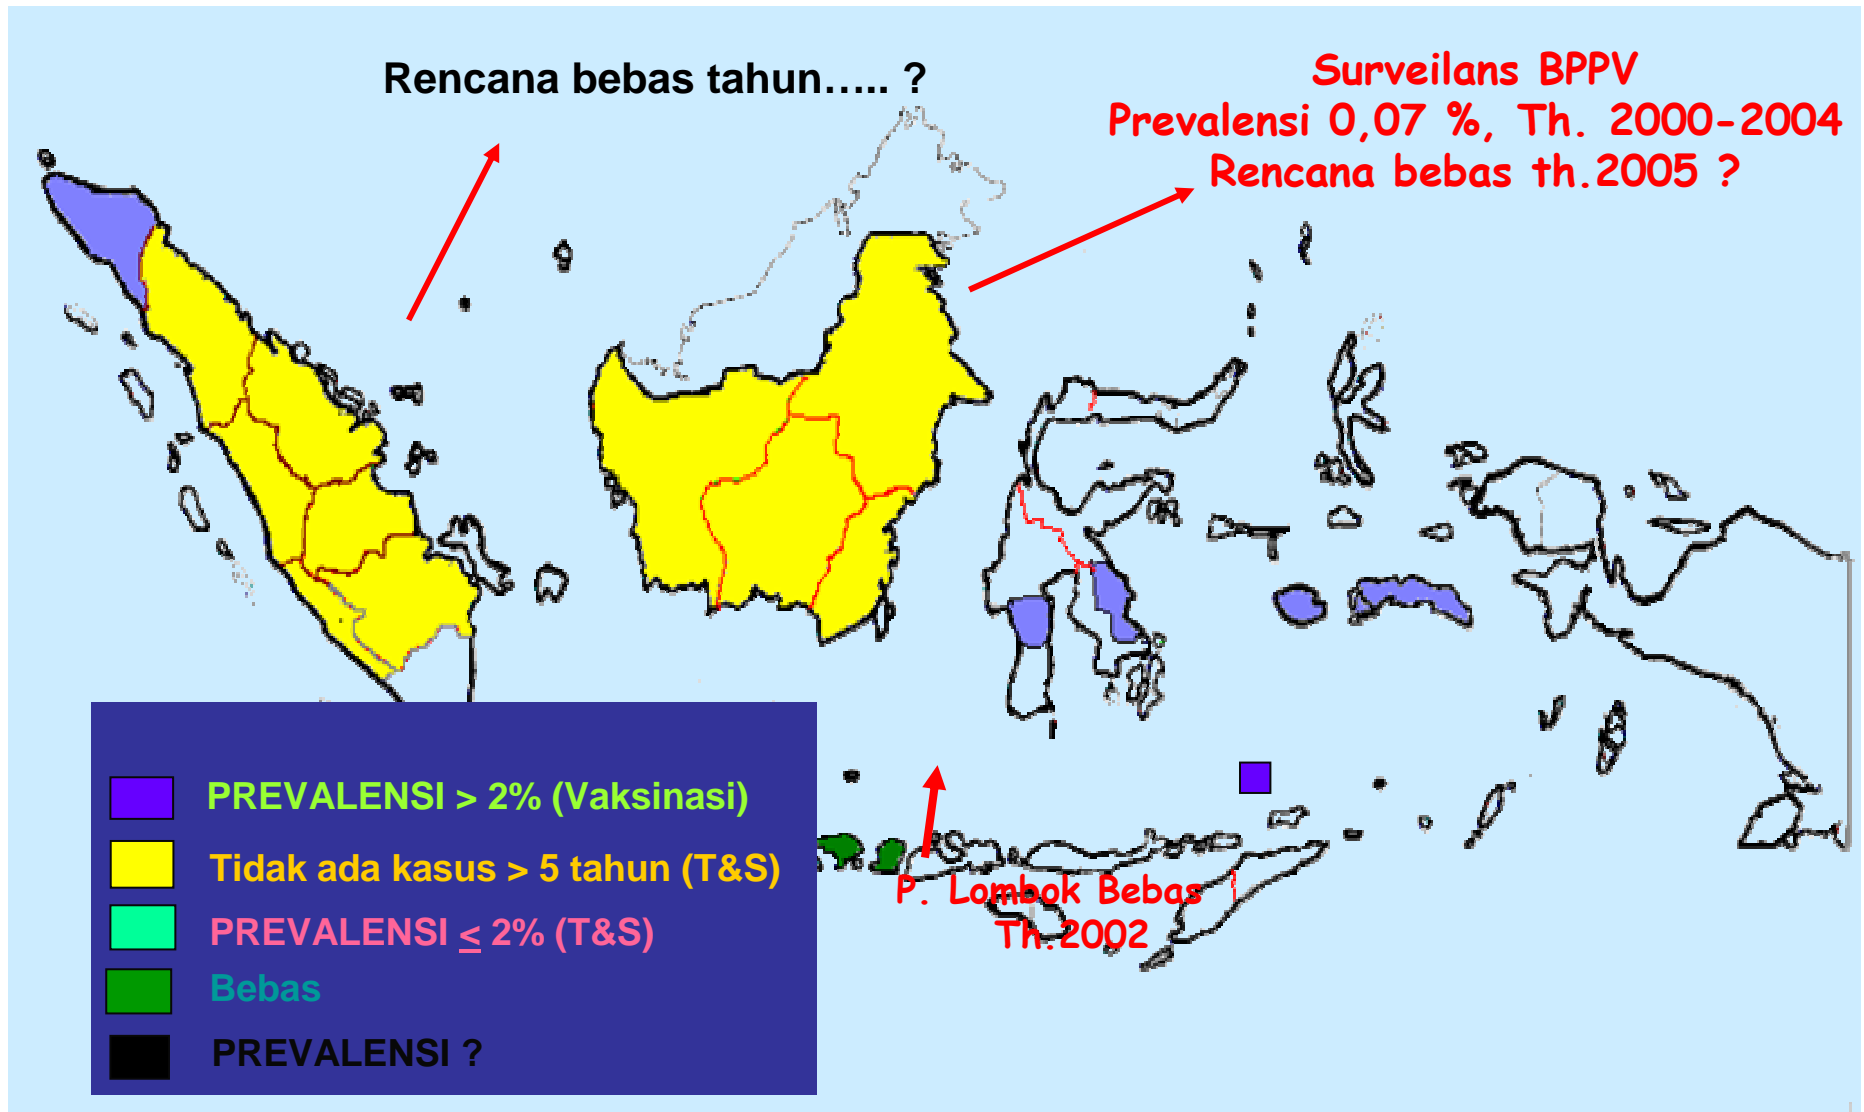 Rencana bebas tahun….. ?
Surveilans BPPV
Prevalensi 0,07 %, Th. 2000-2004
Rencana bebas th.2005 ?
PREVALENSI > 2% (Vaksinasi)
Tidak ada kasus > 5 tahun (T&S)
PREVALENSI ≤ 2% (T&S)
Bebas
PREVALENSI ?
P. Lombok Bebas
Th.2002